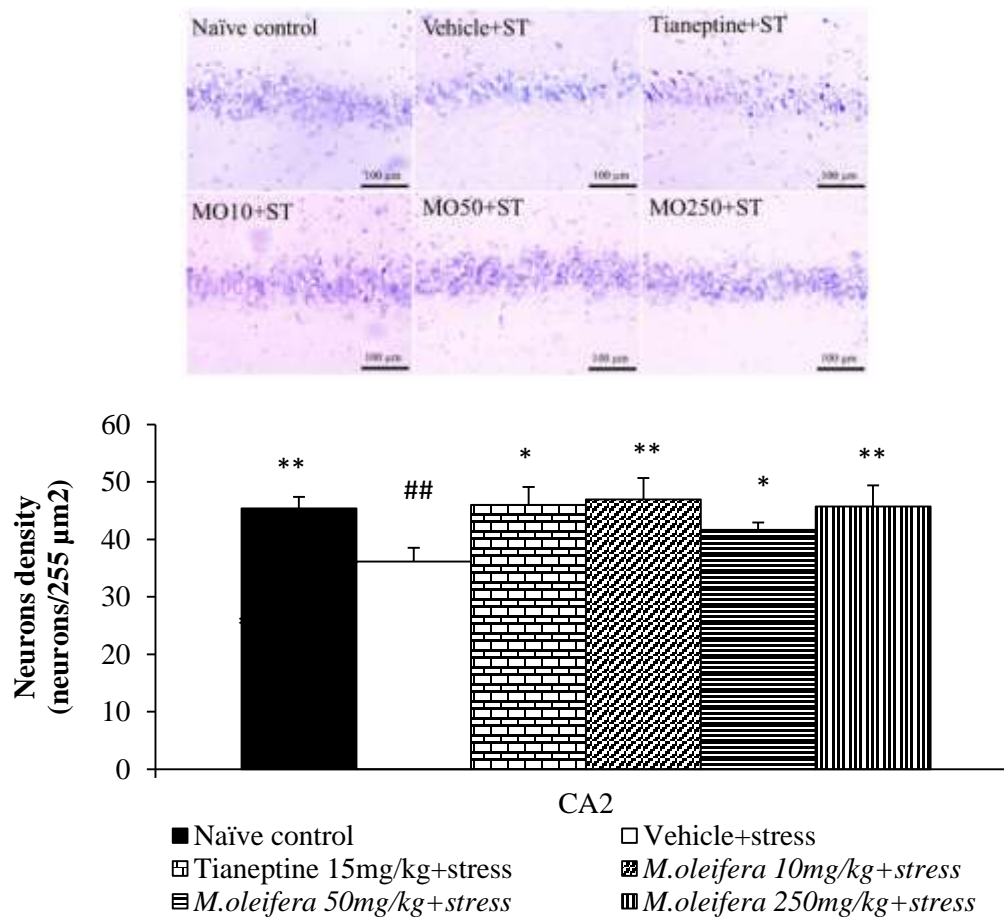 Naïve control
Vehicle+ST
Tianeptine+ST
100 µm
100 µm
100 µm
MO10+ST
MO50+ST
MO250+ST
100 µm
100 µm
100 µm
Neurons density
(neurons/255 µm2)
60
50
40
30
20
10
0
**
##
*
**
*
**
CA2
Naïve control
Vehicle+stress
Tianeptine 15mg/kg+stress
M.oleifera 10mg/kg+stress
M.oleifera 50mg/kg+stress
M.oleifera 250mg/kg+stress